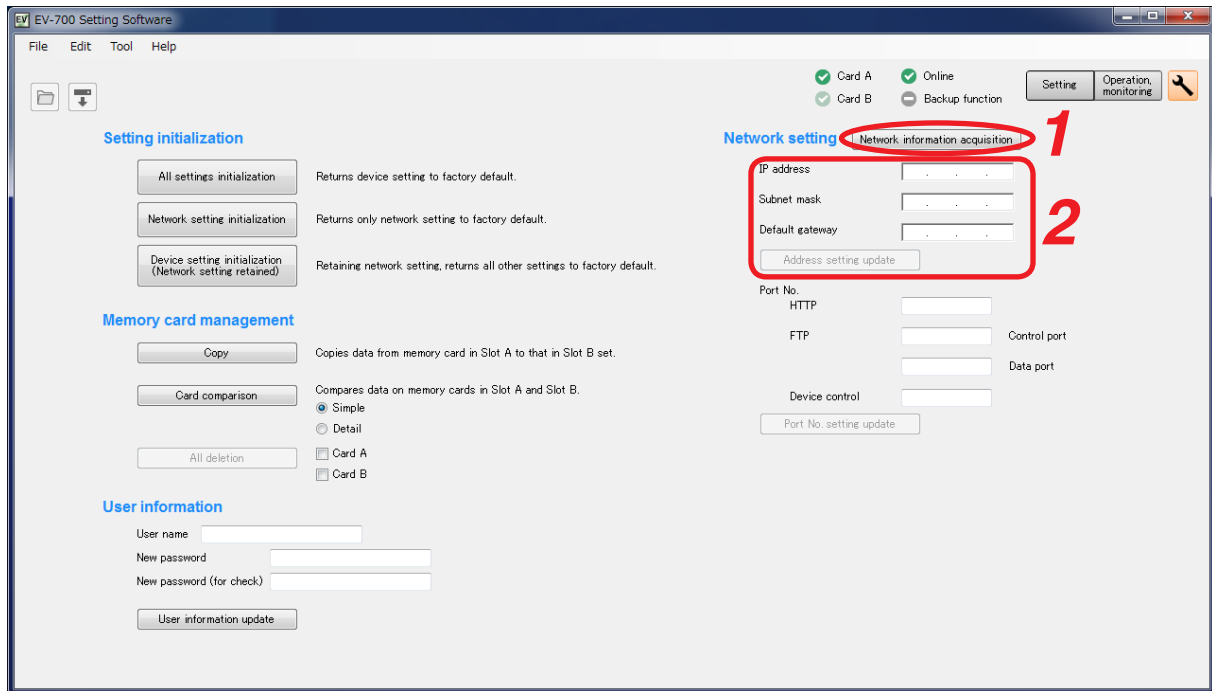 EV EV-700 Setting Software
File Edit Tool Help
Card A Online
Card B Backup function
Setting
Operation,
monitoring
Setting initialization
All settings initialization Returns device setting to factory default.
Network setting initialization Returns only network setting to factory default.
Device setting initialization
(Network setting retained)
Retaining network setting, returns all other settings to factory default.
Memory card management
Copy Copies data from memory card in Slot A to that in Slot B set.
Card comparison Compares data on memory cards in Slot A and Slot B.
Simple
Detail
All deletion Card A
Card B
User information
User name
New password
New password (for check)
User information update
Network setting Network information acquisition 1
IP address . . .
Subnet mask . . .
2
Default gateway . . .
Address setting update
Port No.
HTTP
FTP Control port
Data port
Device control
Port No. setting update